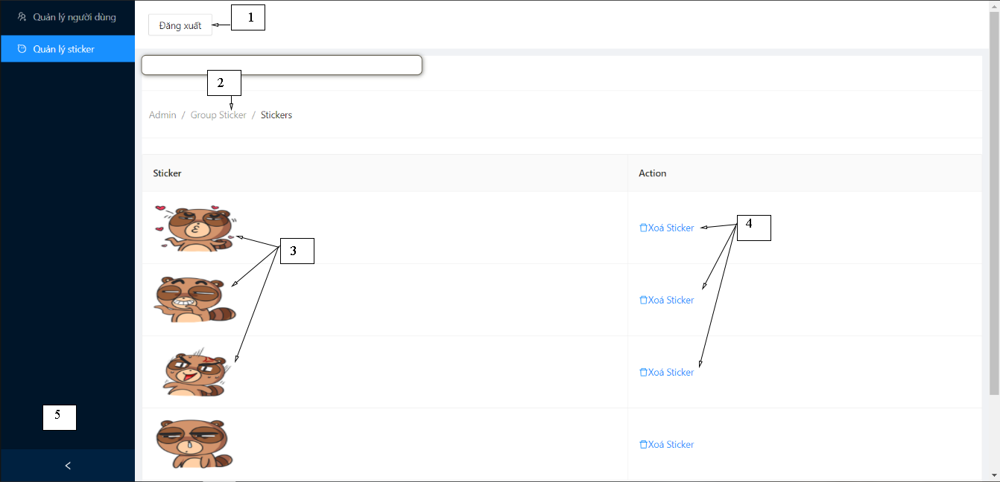 Quản lý người dùng
Quản lý sticker
Đăng xuất
1
2
Admin / Group Sticker / Stickers
Sticker
Action
Xoá Sticker
4
3
Xoá Sticker
Xoá Sticker
5
Xoá Sticker